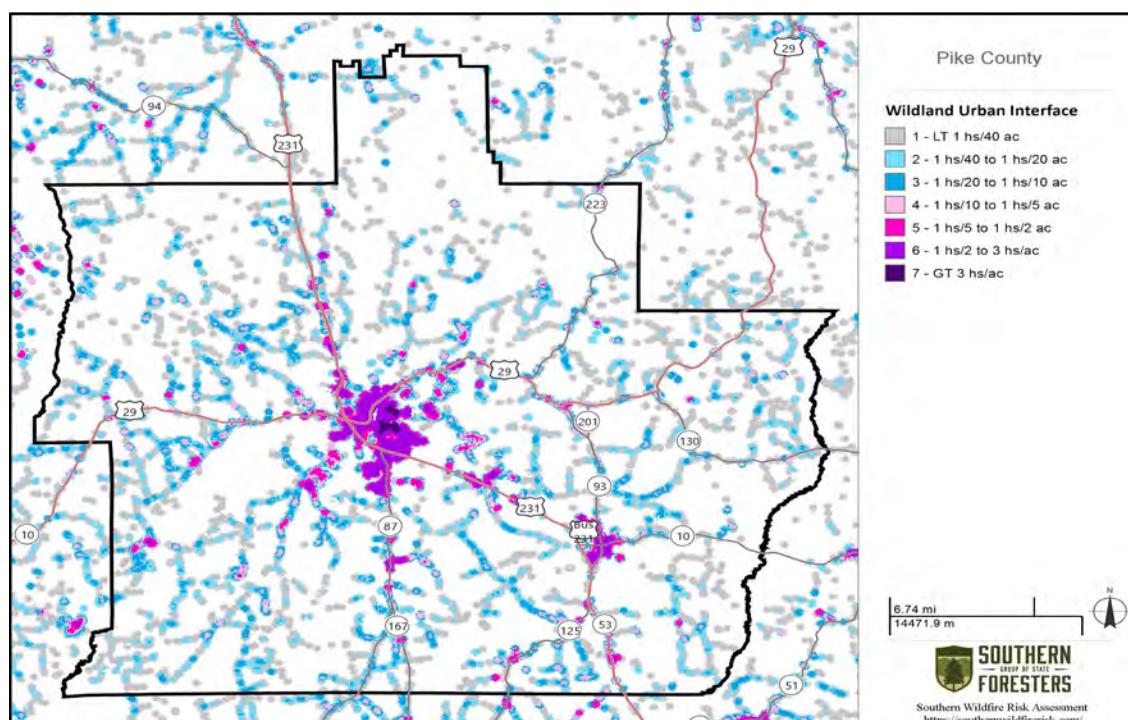 Pike County
Wildland Urban Interface
1 - LT 1 hs/40 ac
2 - 1 hs/40 to 1 hs/20 ac
3 - 1 hs/20 to 1 hs/10 ac
4 - 1 hs/10 to 1 hs/5 ac
5 - 1 hs/5 to 1 hs/2 ac
6 - 1 hs/2 to 3 hs/ac
7 - GT 3 hs/ac
29
94
231
223
29
29
201
130
93
231
87
Bus
231
10
10
167
125
53
51
N
6.74 mi
14471.9 m
SOUTHERN
GROUP OF STATE
FORESTERS
Southern Wildfire Risk Assessment
https://southernwildfirerisk.com/